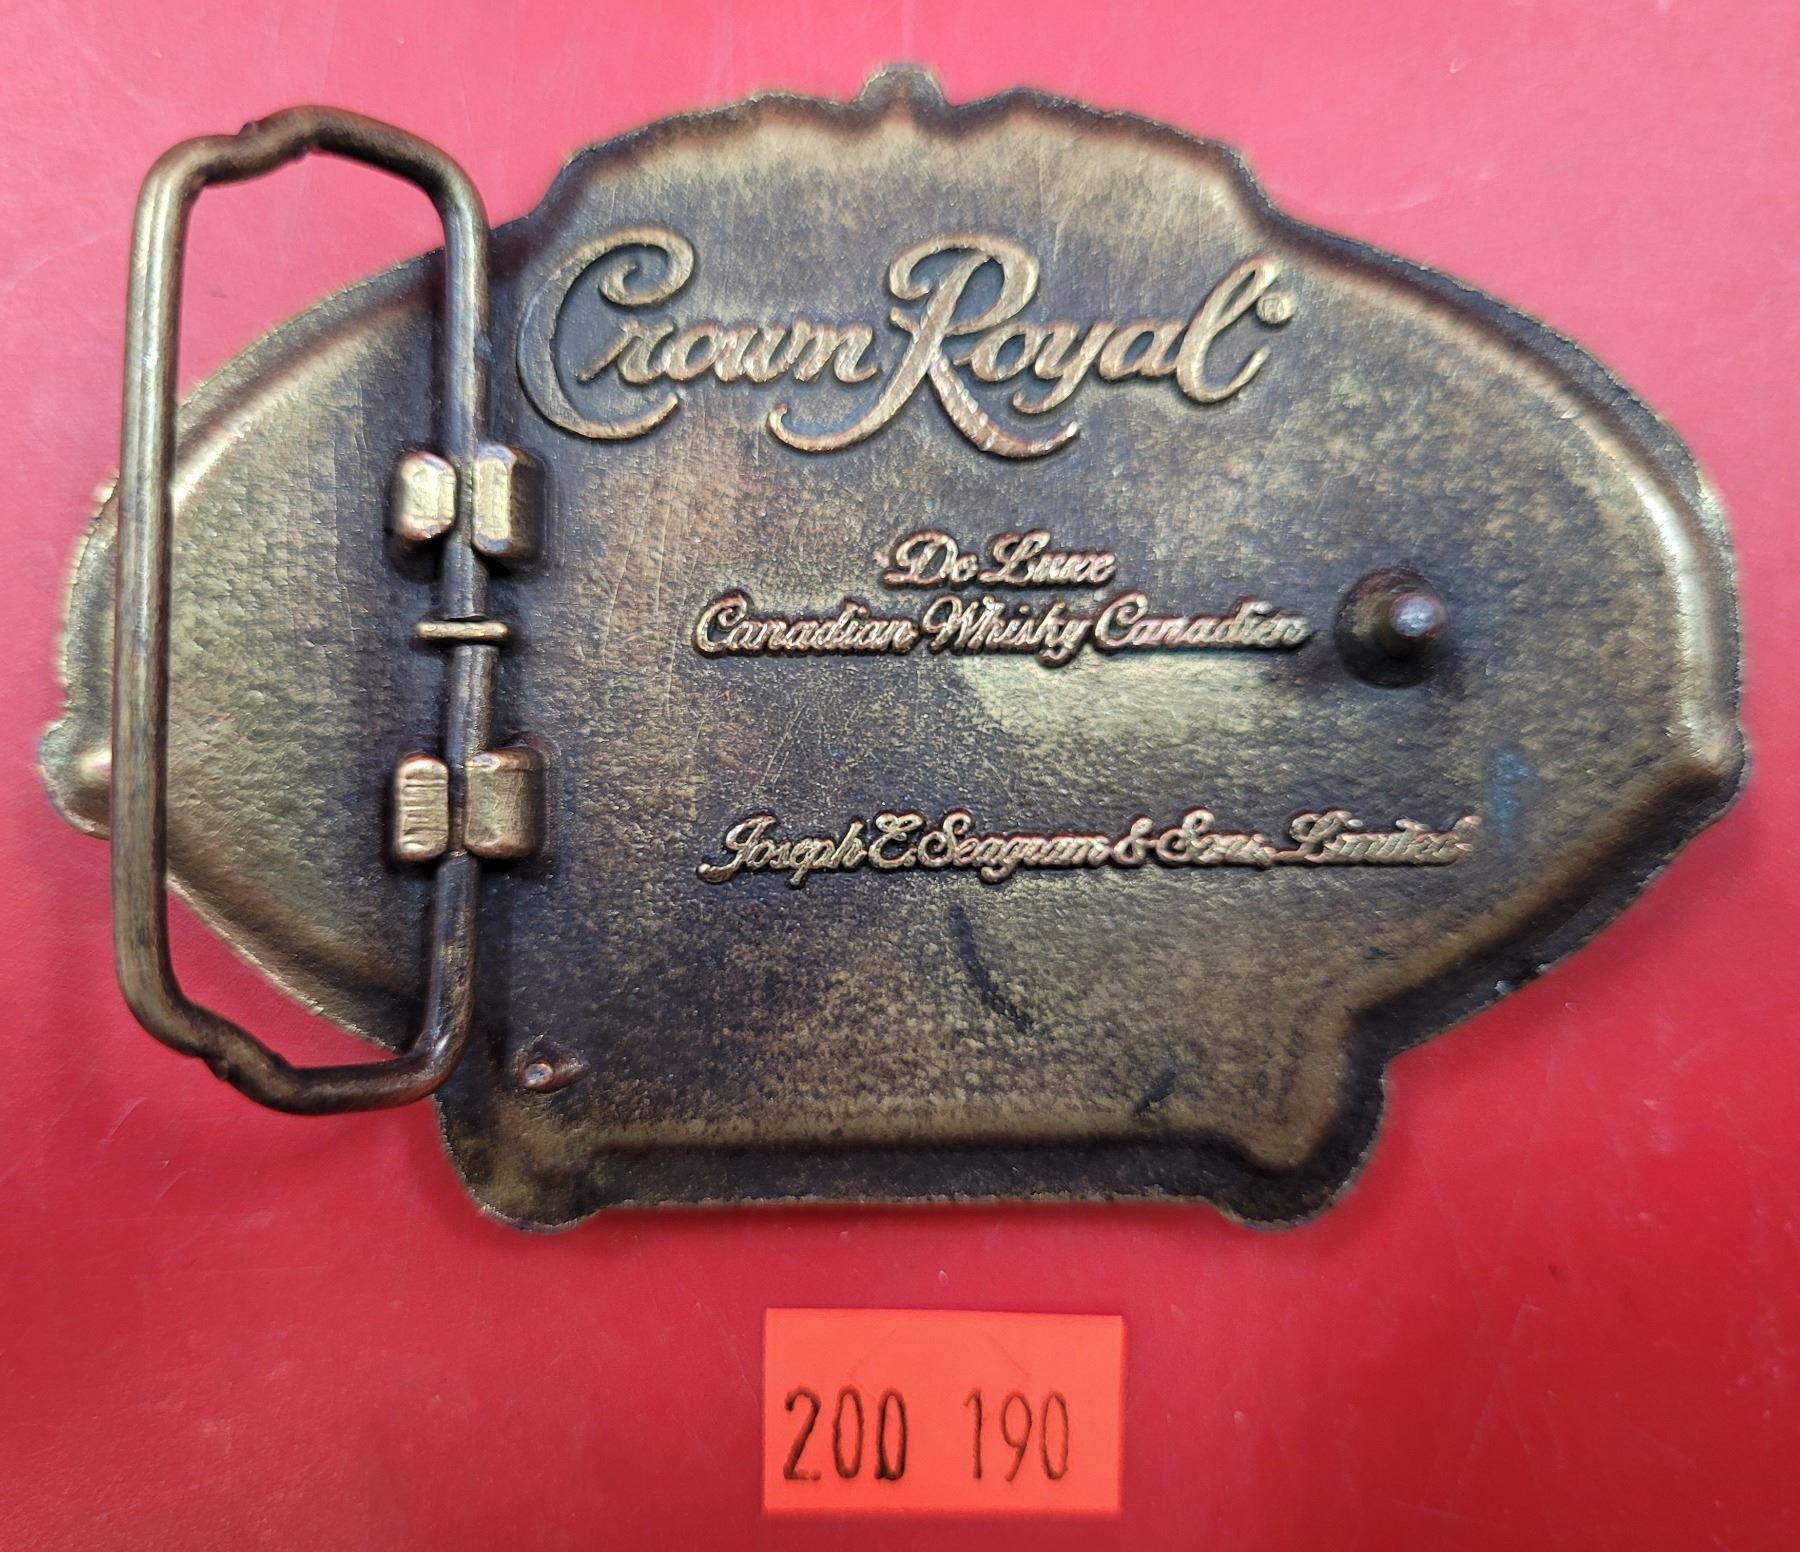 Crown Royal®
De Luxe
Canadian Whisky Canadien
Joseph E. Seagram & Sons, Limited
200 190